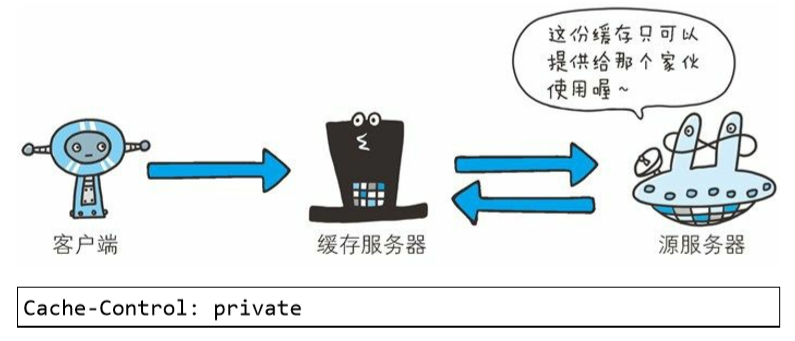 这份缓存只可以
提供给那个家伙
使用喔~
客户端
缓存服务器
源服务器
Cache-Control: private